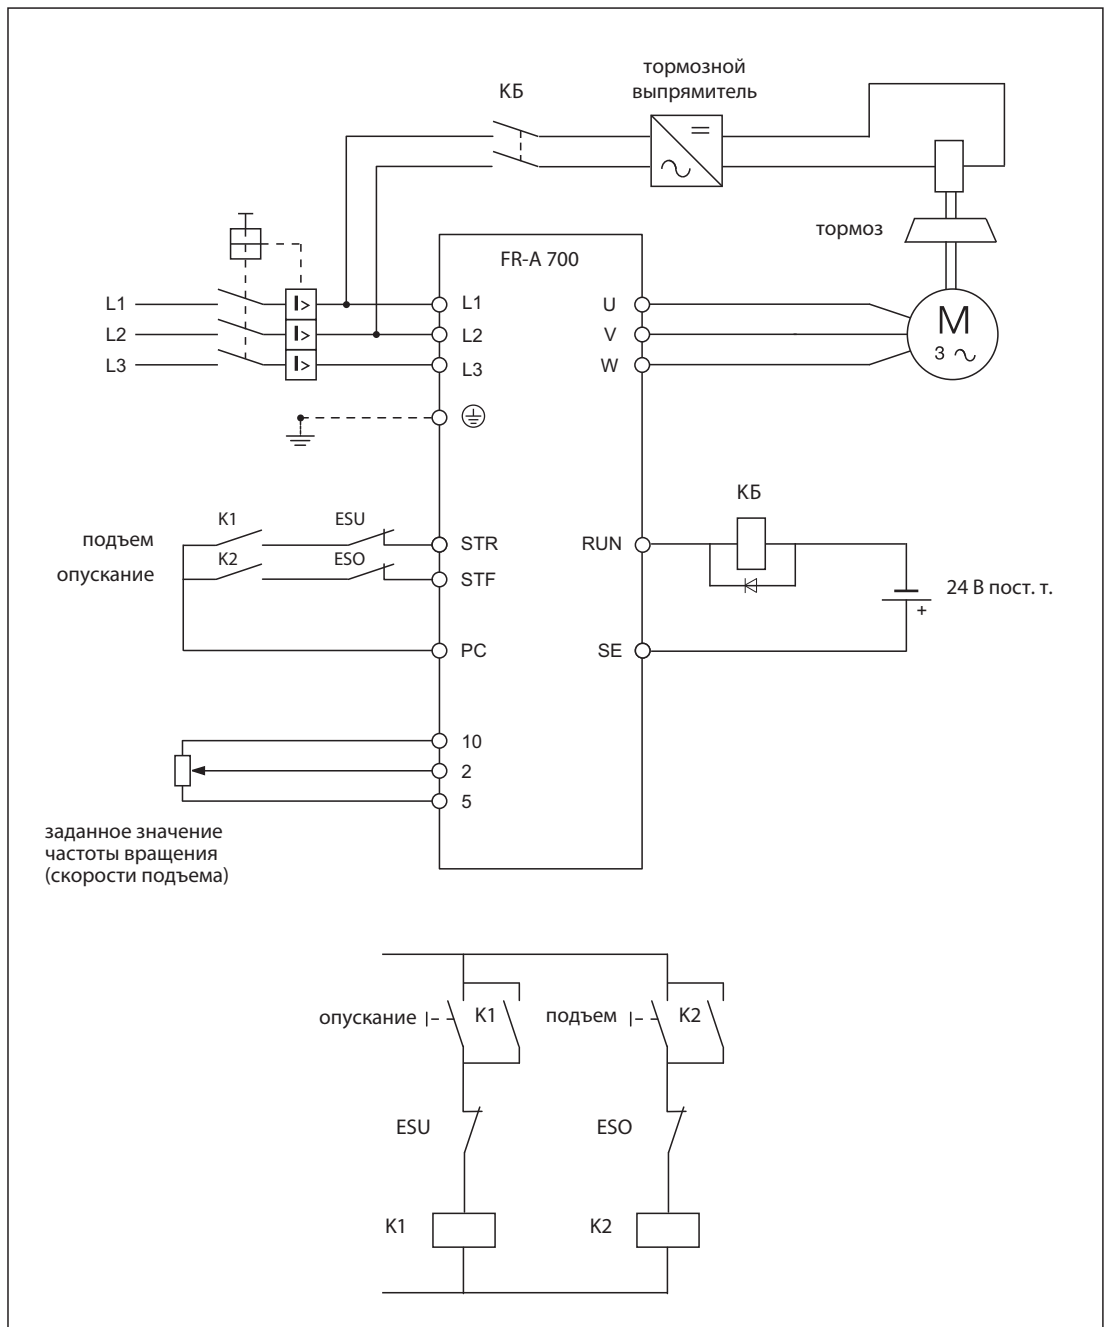 тормозной
выпрямитель
КБ
тормоз
FR-A 700
L1
L2
L3
L1
L2
L3
U
V
W
M
3
КБ
подъем
опускание
K1
K2
ESU
ESO
STR
STF
PC
RUN
SE
24 В пост. т.
+
10
2
5
заданное значение
частоты вращения
(скорости подъема)
опускание
K1
подъем
K2
ESU
ESO
K1
K2